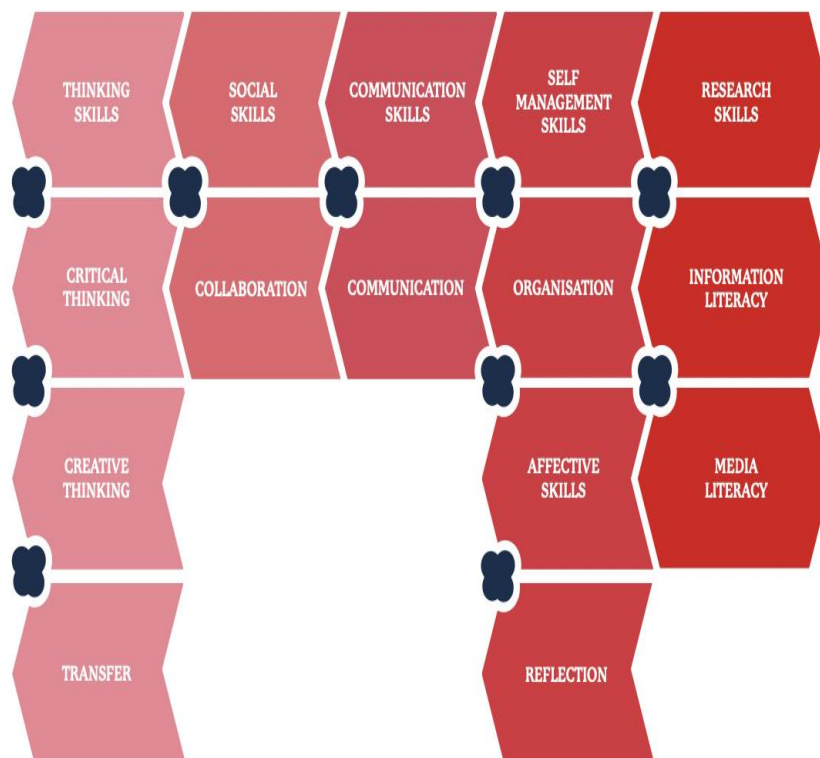 THINKING
SKILLS
SOCIAL
SKILLS
COMMUNICATION
SKILLS
SELF
MANAGEMENT
SKILLS
RESEARCH
SKILLS
CRITICAL
THINKING
COLLABORATION
COMMUNICATION
ORGANISATION
INFORMATION
LITERACY
CREATIVE
THINKING
AFFECTIVE
SKILLS
MEDIA
LITERACY
TRANSFER
REFLECTION